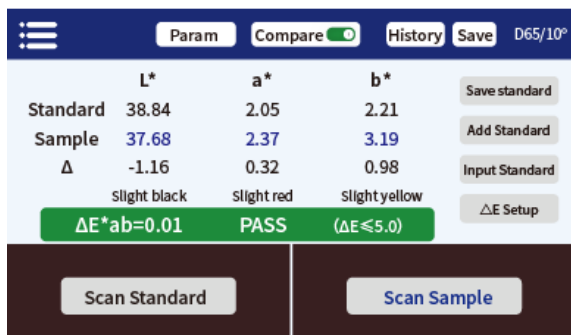 Param Compare History Save D65/10°
L* a* b*
Standard 38.84 2.05 2.21
Sample 37.68 2.37 3.19
Δ -1.16 0.32 0.98
Slight black Slight red Slight yellow
ΔE*ab=0.01 PASS (ΔE≤5.0)
Save standard
Add Standard
Input Standard
△E Setup
Scan Standard Scan Sample